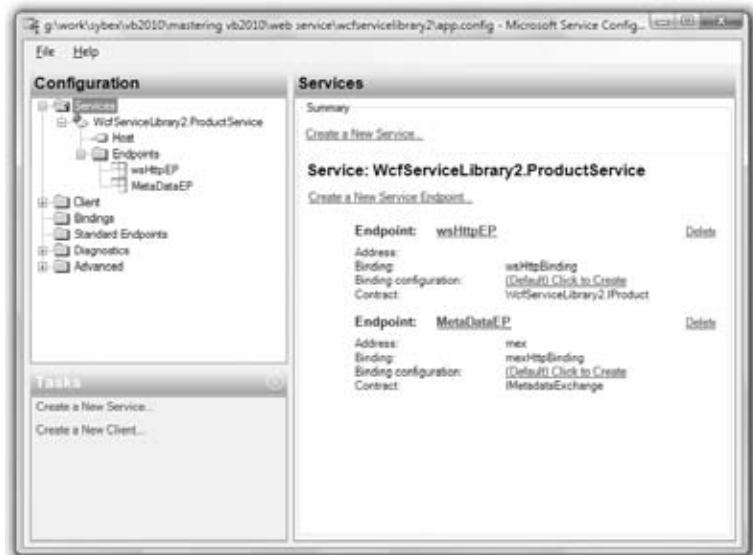 g:\work\sybex\vb2010\mastering vb2010\web service\wcfservicelibrary2\app.config - Microsoft Service Config...
File Help
Configuration
Services
WcfServiceLibrary2.ProductService
Host
Endpoints
wsHttpEP
MetaDataEP
Client
Bindings
Standard Endpoints
Diagnostics
Advanced
Tasks
Create a New Service...
Create a New Client...
Services
Summary
Create a New Service...
Service: WcfServiceLibrary2.ProductService
Create a New Service Endpoint...
Endpoint: wsHttpEP Delete
Address:
Binding: wsHttpBinding
Binding configuration: (Default) Click to Create
Contract: WcfServiceLibrary2.IProduct
Endpoint: MetaDataEP Delete
Address: mex
Binding: mexHttpBinding
Binding configuration: (Default) Click to Create
Contract: IMetadataExchange